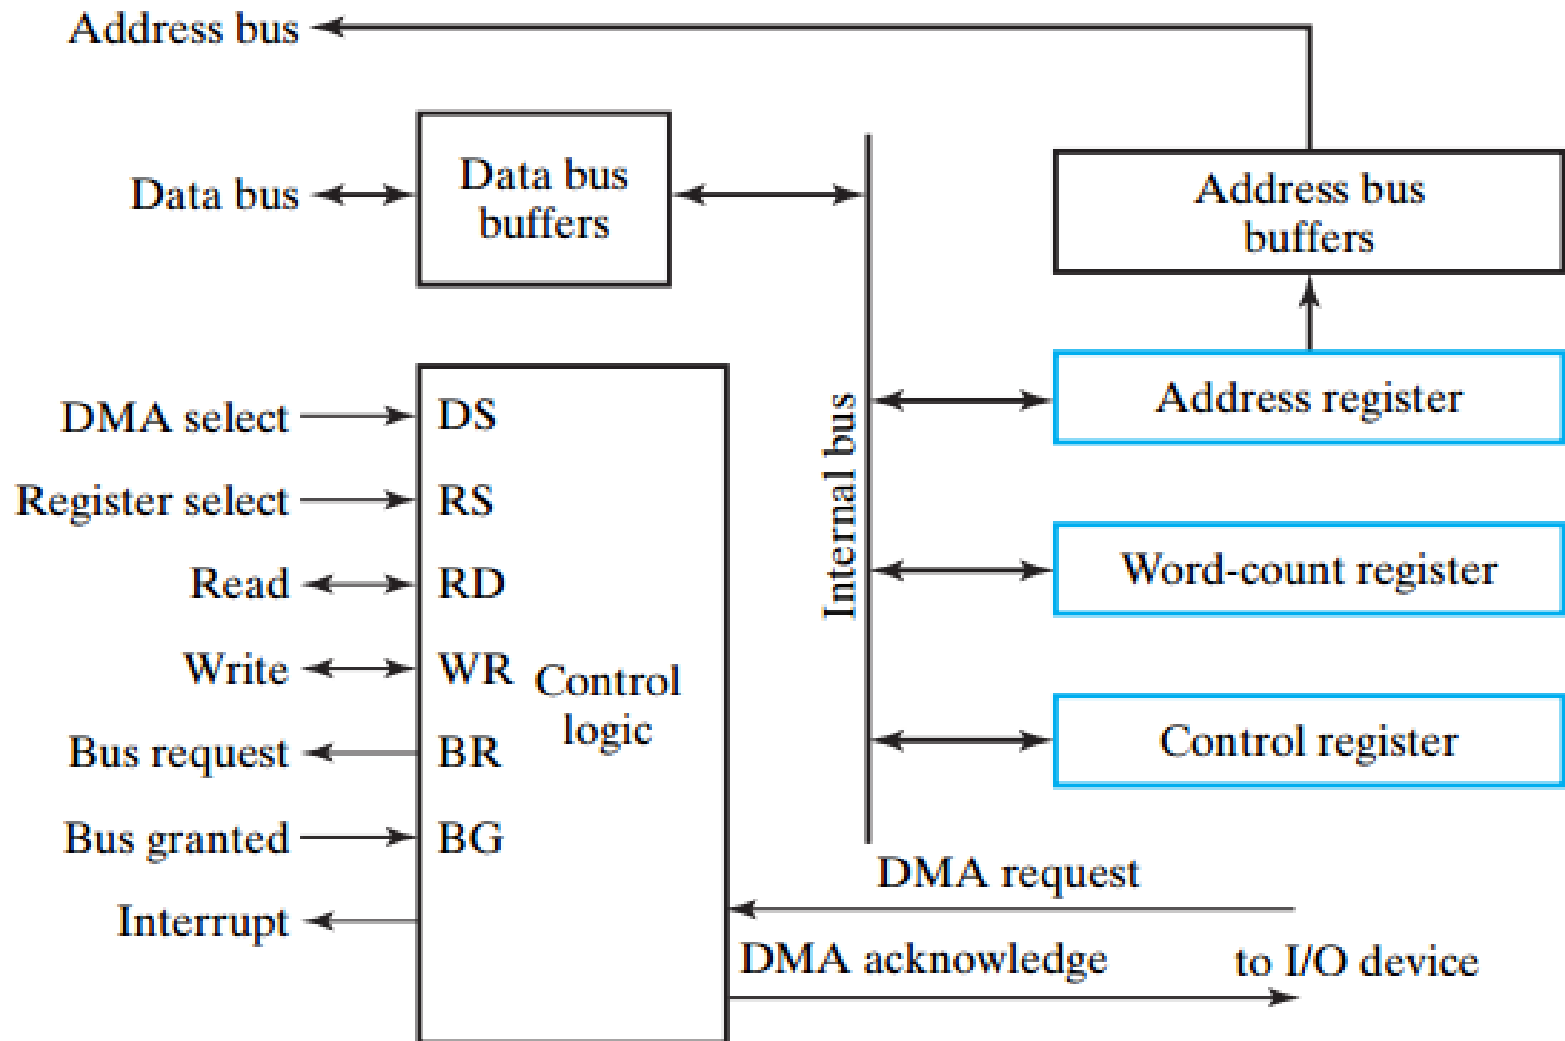 Address bus
Data bus
Data bus
buffers
Address bus
buffers
Internal bus
Address register
Word-count register
Control register
DMA select
DS
Register select
RS
Read
RD
Write
WR
Control
logic
Bus request
BR
Bus granted
BG
Interrupt
DMA request
DMA acknowledge
to I/O device